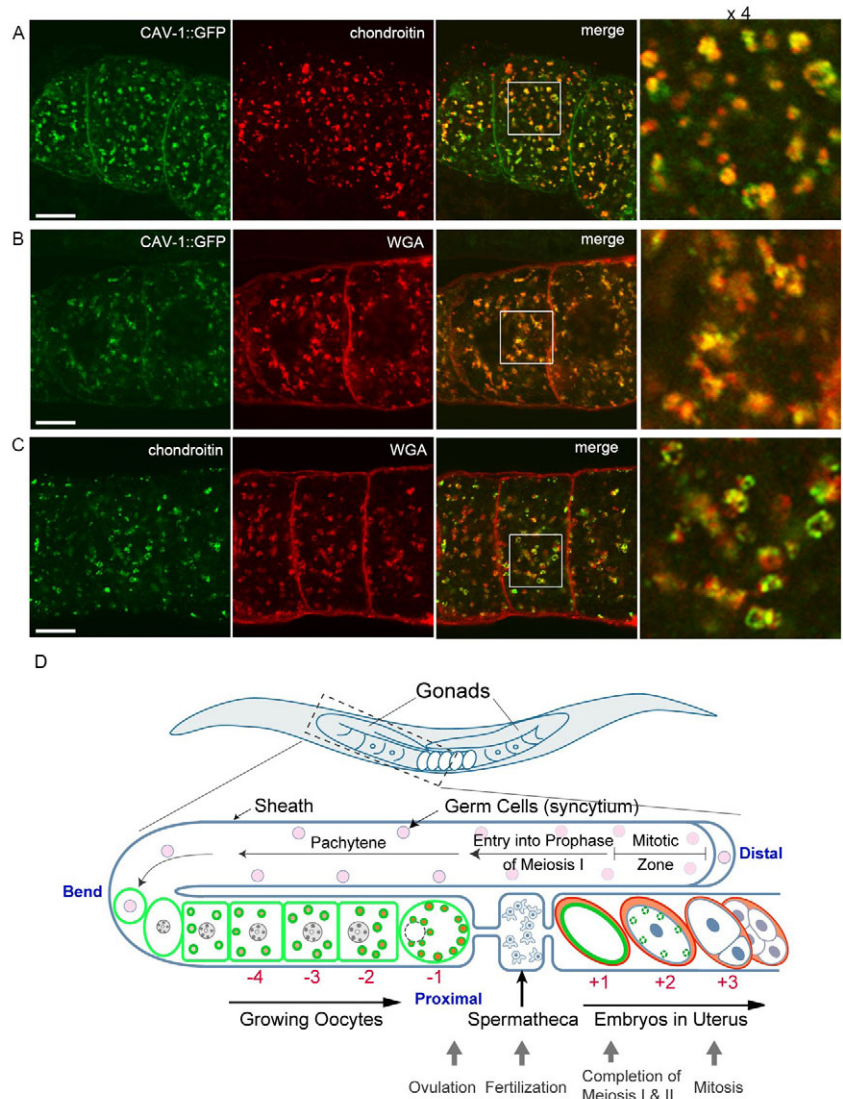 x 4
A
CAV-1::GFP
chondroitin
merge
B
CAV-1::GFP
WGA
merge
C
chondroitin
WGA
merge
D
Gonads
Sheath
Germ Cells (syncytium)
Pachytene
Entry into Prophase
of Meiosis I
Mitotic
Zone
Distal
Bend
-4
-3
-2
-1
+1
+2
+3
Proximal
Growing Oocytes
Spermatheca
Embryos in Uterus
Ovulation
Fertilization
Completion of
Meiosis I & II
Mitosis